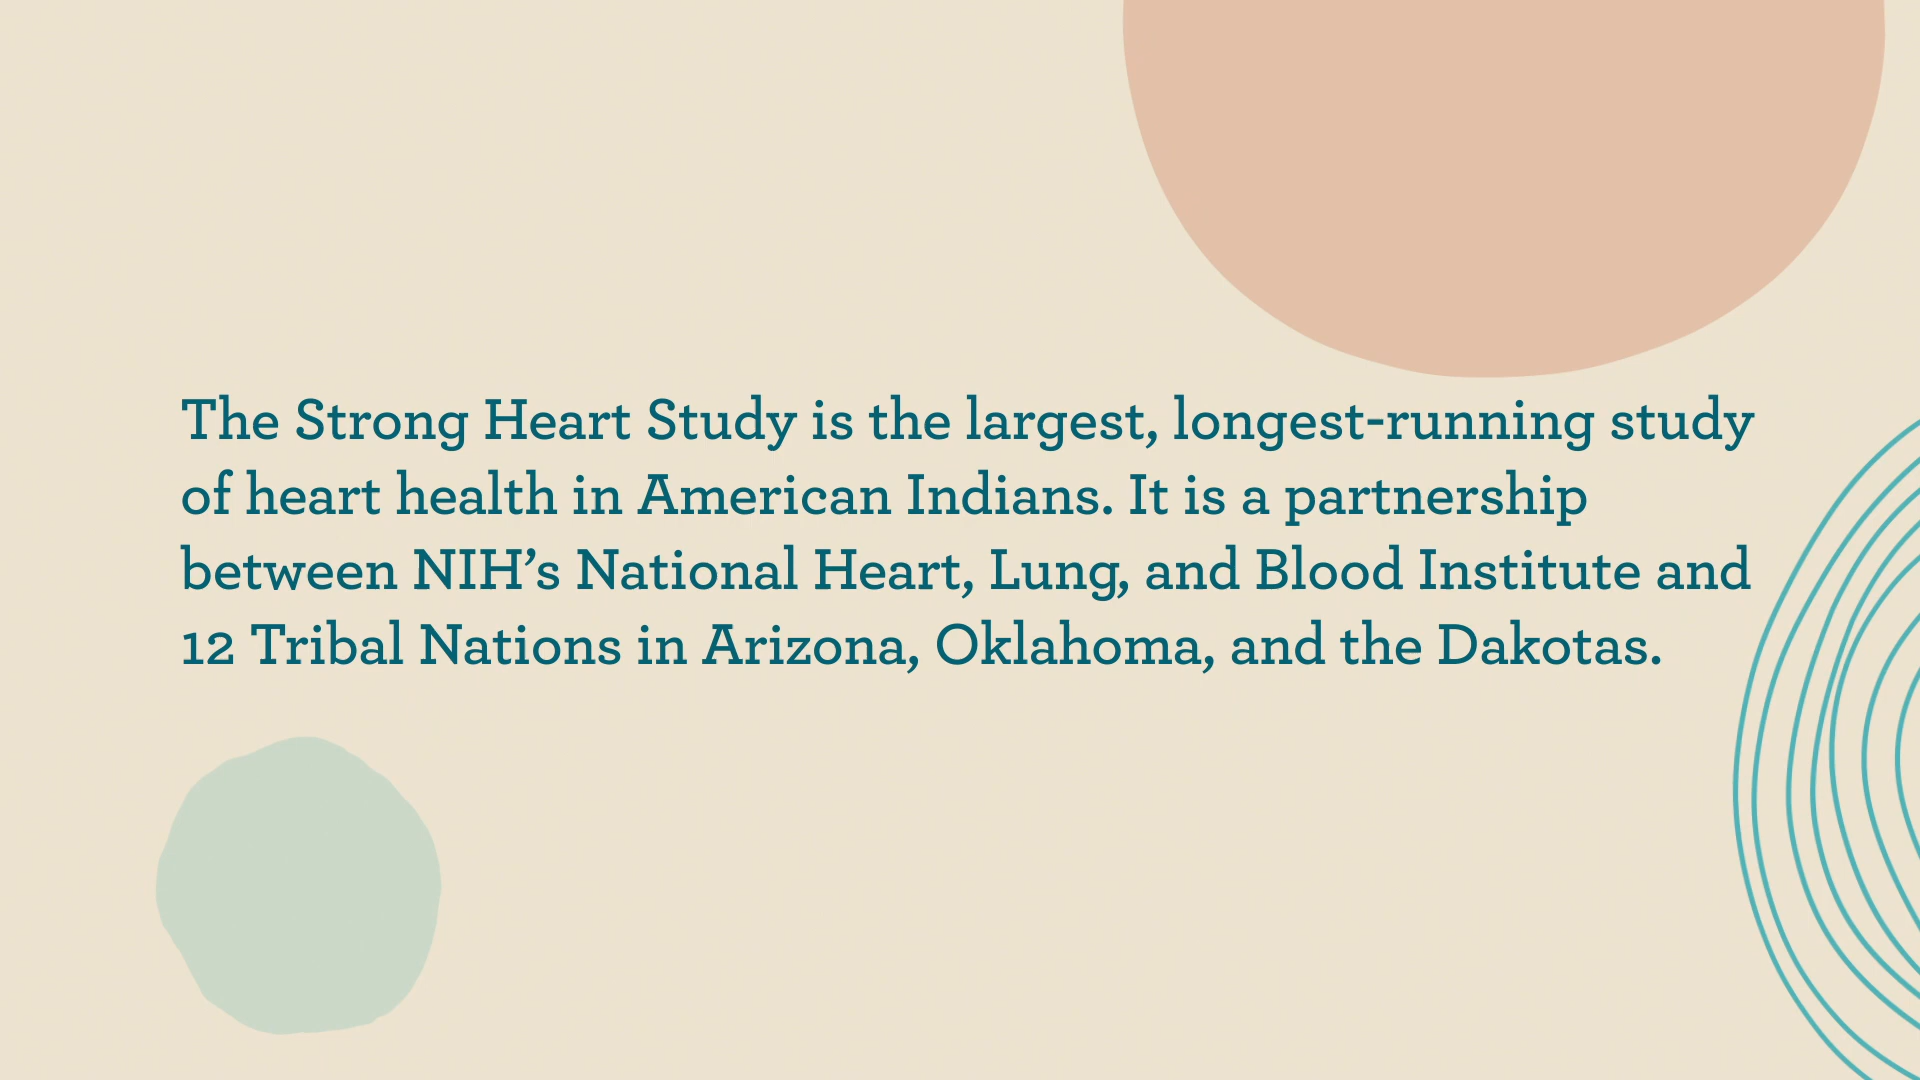 The Strong Heart Study is the largest, longest-running study
of heart health in American Indians. It is a partnership
between NIH’s National Heart, Lung, and Blood Institute and
12 Tribal Nations in Arizona, Oklahoma, and the Dakotas.